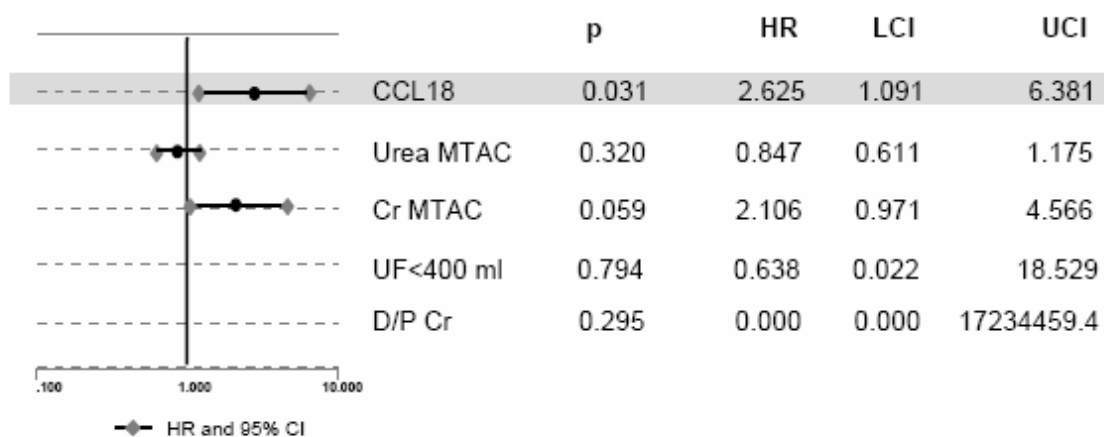 p HR LCI UCI
CCL18 0.031 2.625 1.091 6.381
Urea MTAC 0.320 0.847 0.611 1.175
Cr MTAC 0.059 2.106 0.971 4.566
UF<400 ml 0.794 0.638 0.022 18.529
D/P Cr 0.295 0.000 0.000 17234459.4
.100 1.000 10.000
HR and 95% CI